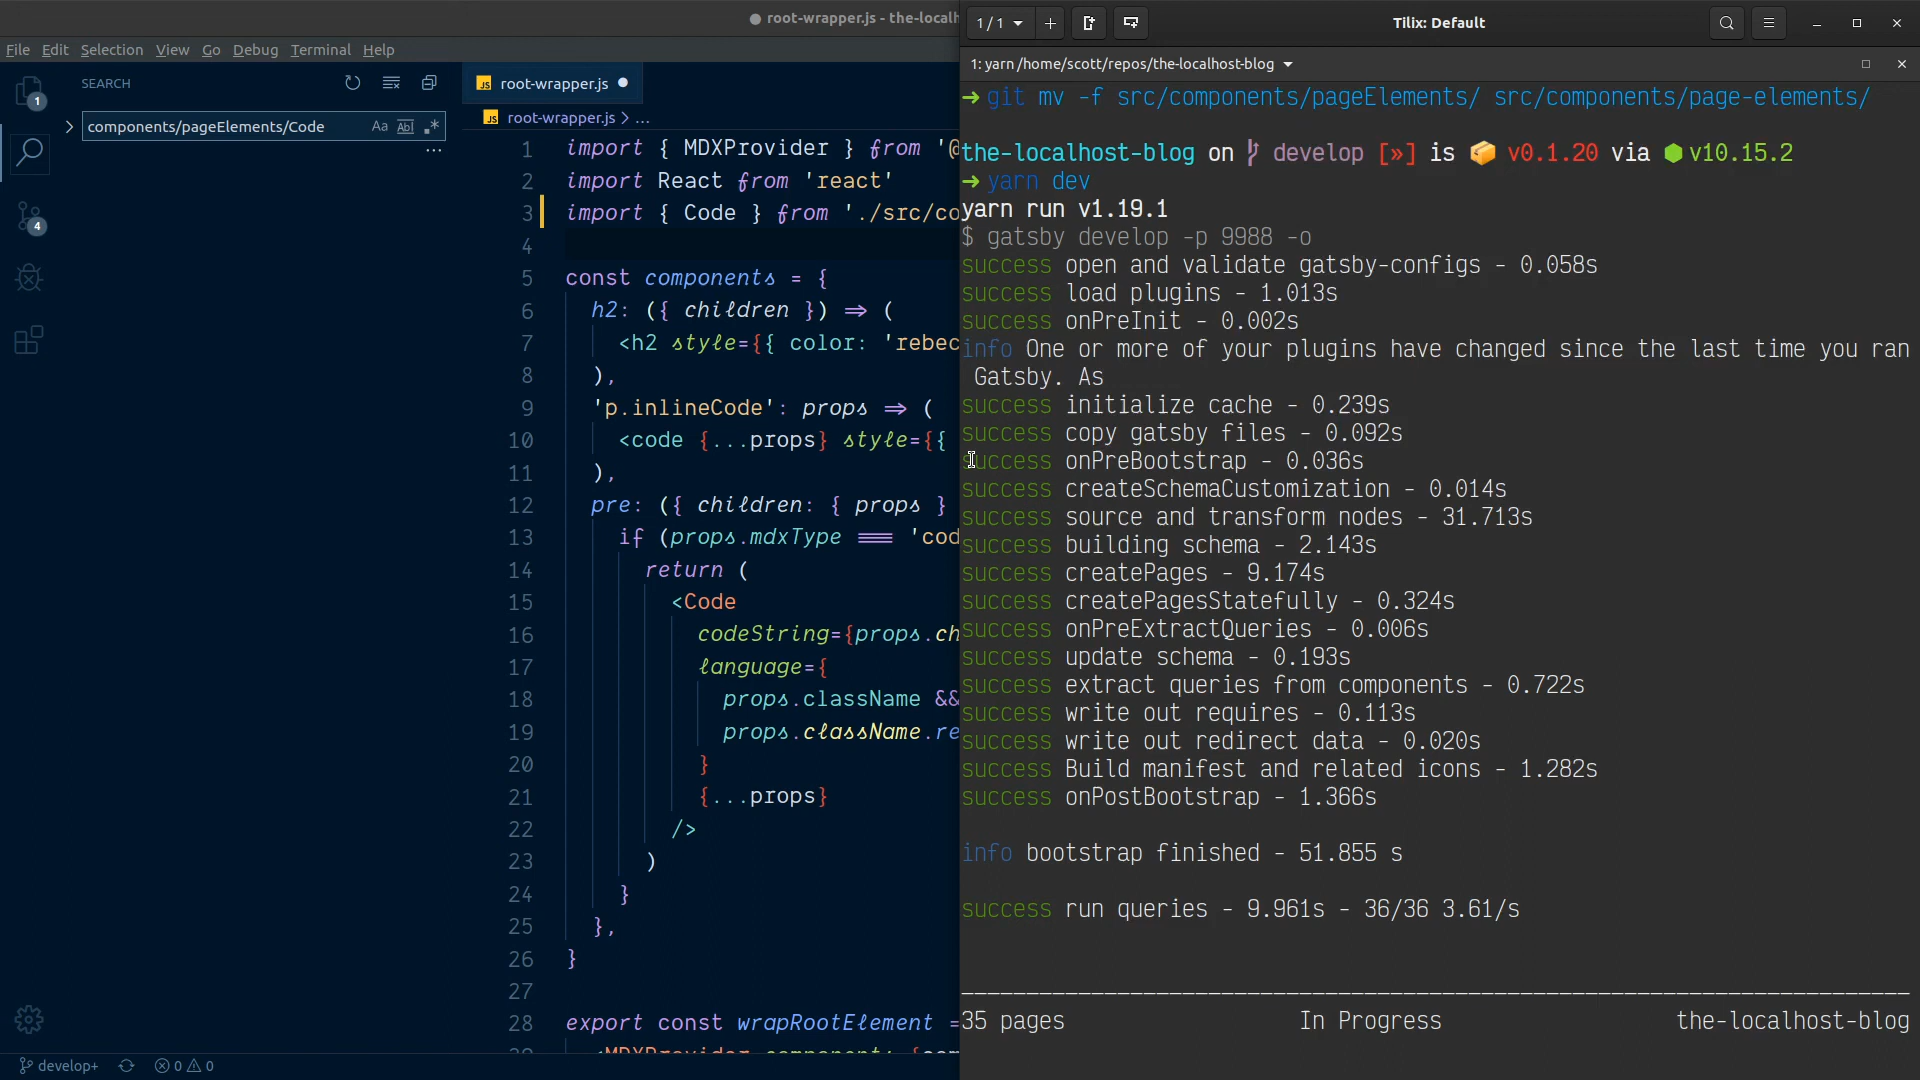 root-wrapper.js - the-local
File Edit Selection View Go Debug Terminal Help
1
4
SEARCH
components/pageElements/Code
Aa Abl .*
...
root-wrapper.js
root-wrapper.js > ...
1 import { MDXProvider } from '@
2 import React from 'react'
3 import { Code } from './src/co
4
5 const components = {
6 h2: ({ children }) => (
7 <h2 style={{ color: 'rebec
8 ),
9 'p.inlineCode': props => (
10 <code {...props} style={{
11 ),
12 pre: ({ children: { props }
13 if (props.mdxType === 'cod
14 return (
15 <Code
16 codeString={props.ch
17 language={
18 props.className &&
19 props.className.re
20 }
21 {...props}
22 />
23 )
24 }
25 },
26 }
27
28 export const wrapRootElement =
develop+ 0 0
1 / 1
Tilix: Default
1: yarn /home/scott/repos/the-localhost-blog
➜ git mv -f src/components/pageElements/ src/components/page-elements/
the-localhost-blog on develop [»] is 📦 v0.1.20 via ⬢ v10.15.2
➜ yarn dev
yarn run v1.19.1
$ gatsby develop -p 9988 -o
success open and validate gatsby-configs - 0.058s
success load plugins - 1.013s
success onPreInit - 0.002s
info One or more of your plugins have changed since the last time you ran
Gatsby. As
success initialize cache - 0.239s
success copy gatsby files - 0.092s
success onPreBootstrap - 0.036s
success createSchemaCustomization - 0.014s
success source and transform nodes - 31.713s
success building schema - 2.143s
success createPages - 9.174s
success createPagesStatefully - 0.324s
success onPreExtractQueries - 0.006s
success update schema - 0.193s
success extract queries from components - 0.722s
success write out requires - 0.113s
success write out redirect data - 0.020s
success Build manifest and related icons - 1.282s
success onPostBootstrap - 1.366s
info bootstrap finished - 51.855 s
success run queries - 9.961s - 36/36 3.61/s
35 pages In Progress the-localhost-blog